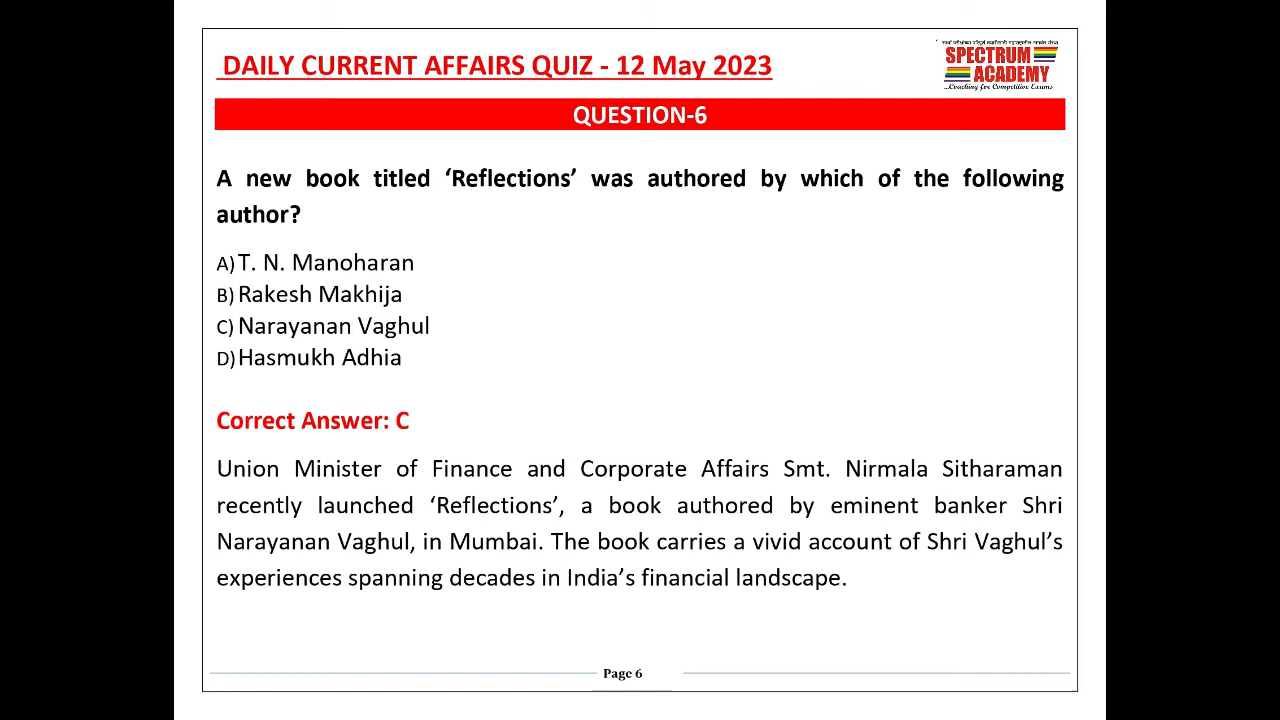 DAILY CURRENT AFFAIRS QUIZ - 12 May 2023
SPECTRUM
ACADEMY
...Coaching for Competitive Exams
QUESTION-6
A new book titled ‘Reflections’ was authored by which of the following
author?
A) T. N. Manoharan
B) Rakesh Makhija
C) Narayanan Vaghul
D) Hasmukh Adhia
Correct Answer: C
Union Minister of Finance and Corporate Affairs Smt. Nirmala Sitharaman
recently launched ‘Reflections’, a book authored by eminent banker Shri
Narayanan Vaghul, in Mumbai. The book carries a vivid account of Shri Vaghul’s
experiences spanning decades in India’s financial landscape.
Page 6